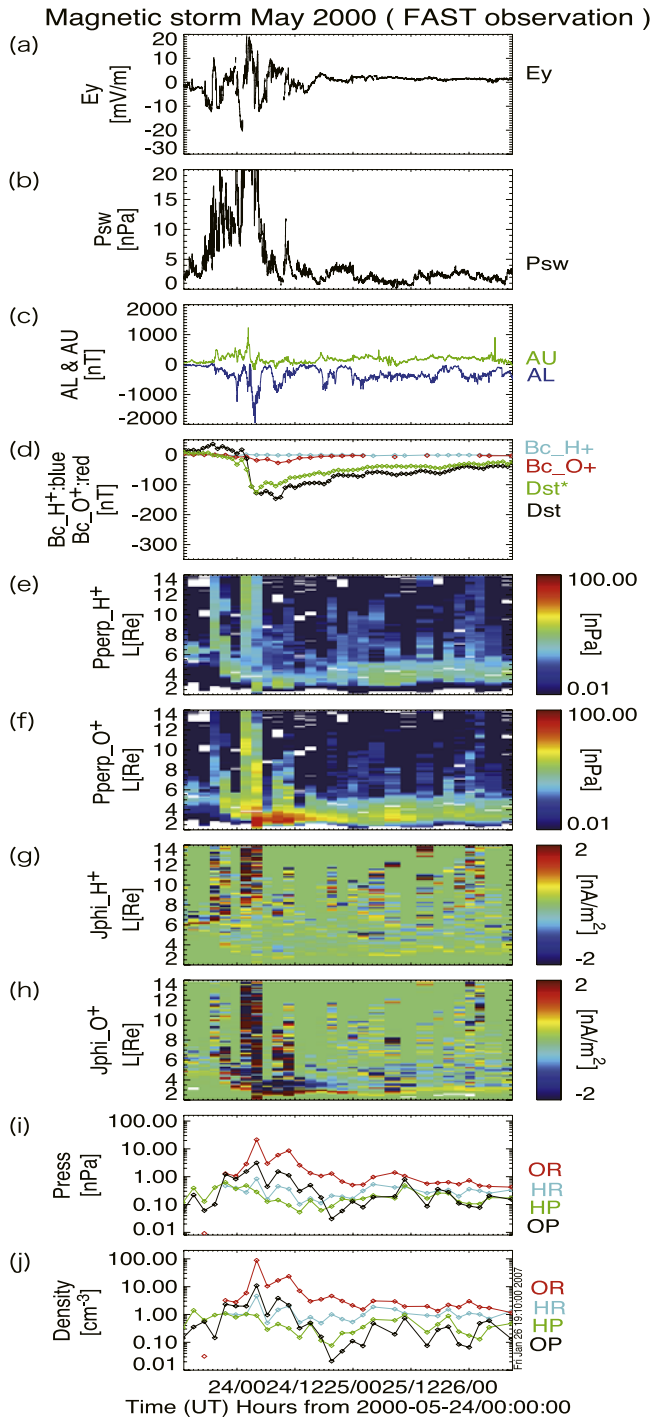 Magnetic storm May 2000 ( FAST observation )
(a)
Ey
[mV/m]
20
10
0
-10
-20
-30
Ey
(b)
Psw
[nPa]
20
15
10
5
0
Psw
(c)
AL & AU
[nT]
2000
1000
0
-1000
-2000
AU
AL
(d)
Bc_H+:blue
Bc_O+:red
[nT]
0
-100
-200
-300
Bc_H+
Bc_O+
Dst*
Dst
(e)
Pperp_H+
L[Re]
14
12
10
8
6
4
2
100.00
[nPa]
0.01
(f)
Pperp_O+
L[Re]
14
12
10
8
6
4
2
100.00
[nPa]
0.01
(g)
Jphi_H+
L[Re]
14
12
10
8
6
4
2
2
[nA/m2]
-2
(h)
Jphi_O+
L[Re]
14
12
10
8
6
4
2
2
[nA/m2]
-2
(i)
Press
[nPa]
100.00
10.00
1.00
0.10
0.01
OR
HR
HP
OP
(j)
Density
[cm-3]
100.00
10.00
1.00
0.10
0.01
OR
HR
HP
OP
Fri Jan 26 19:10:00 2007
24/0024/1225/0025/1226/00
Time (UT) Hours from 2000-05-24/00:00:00